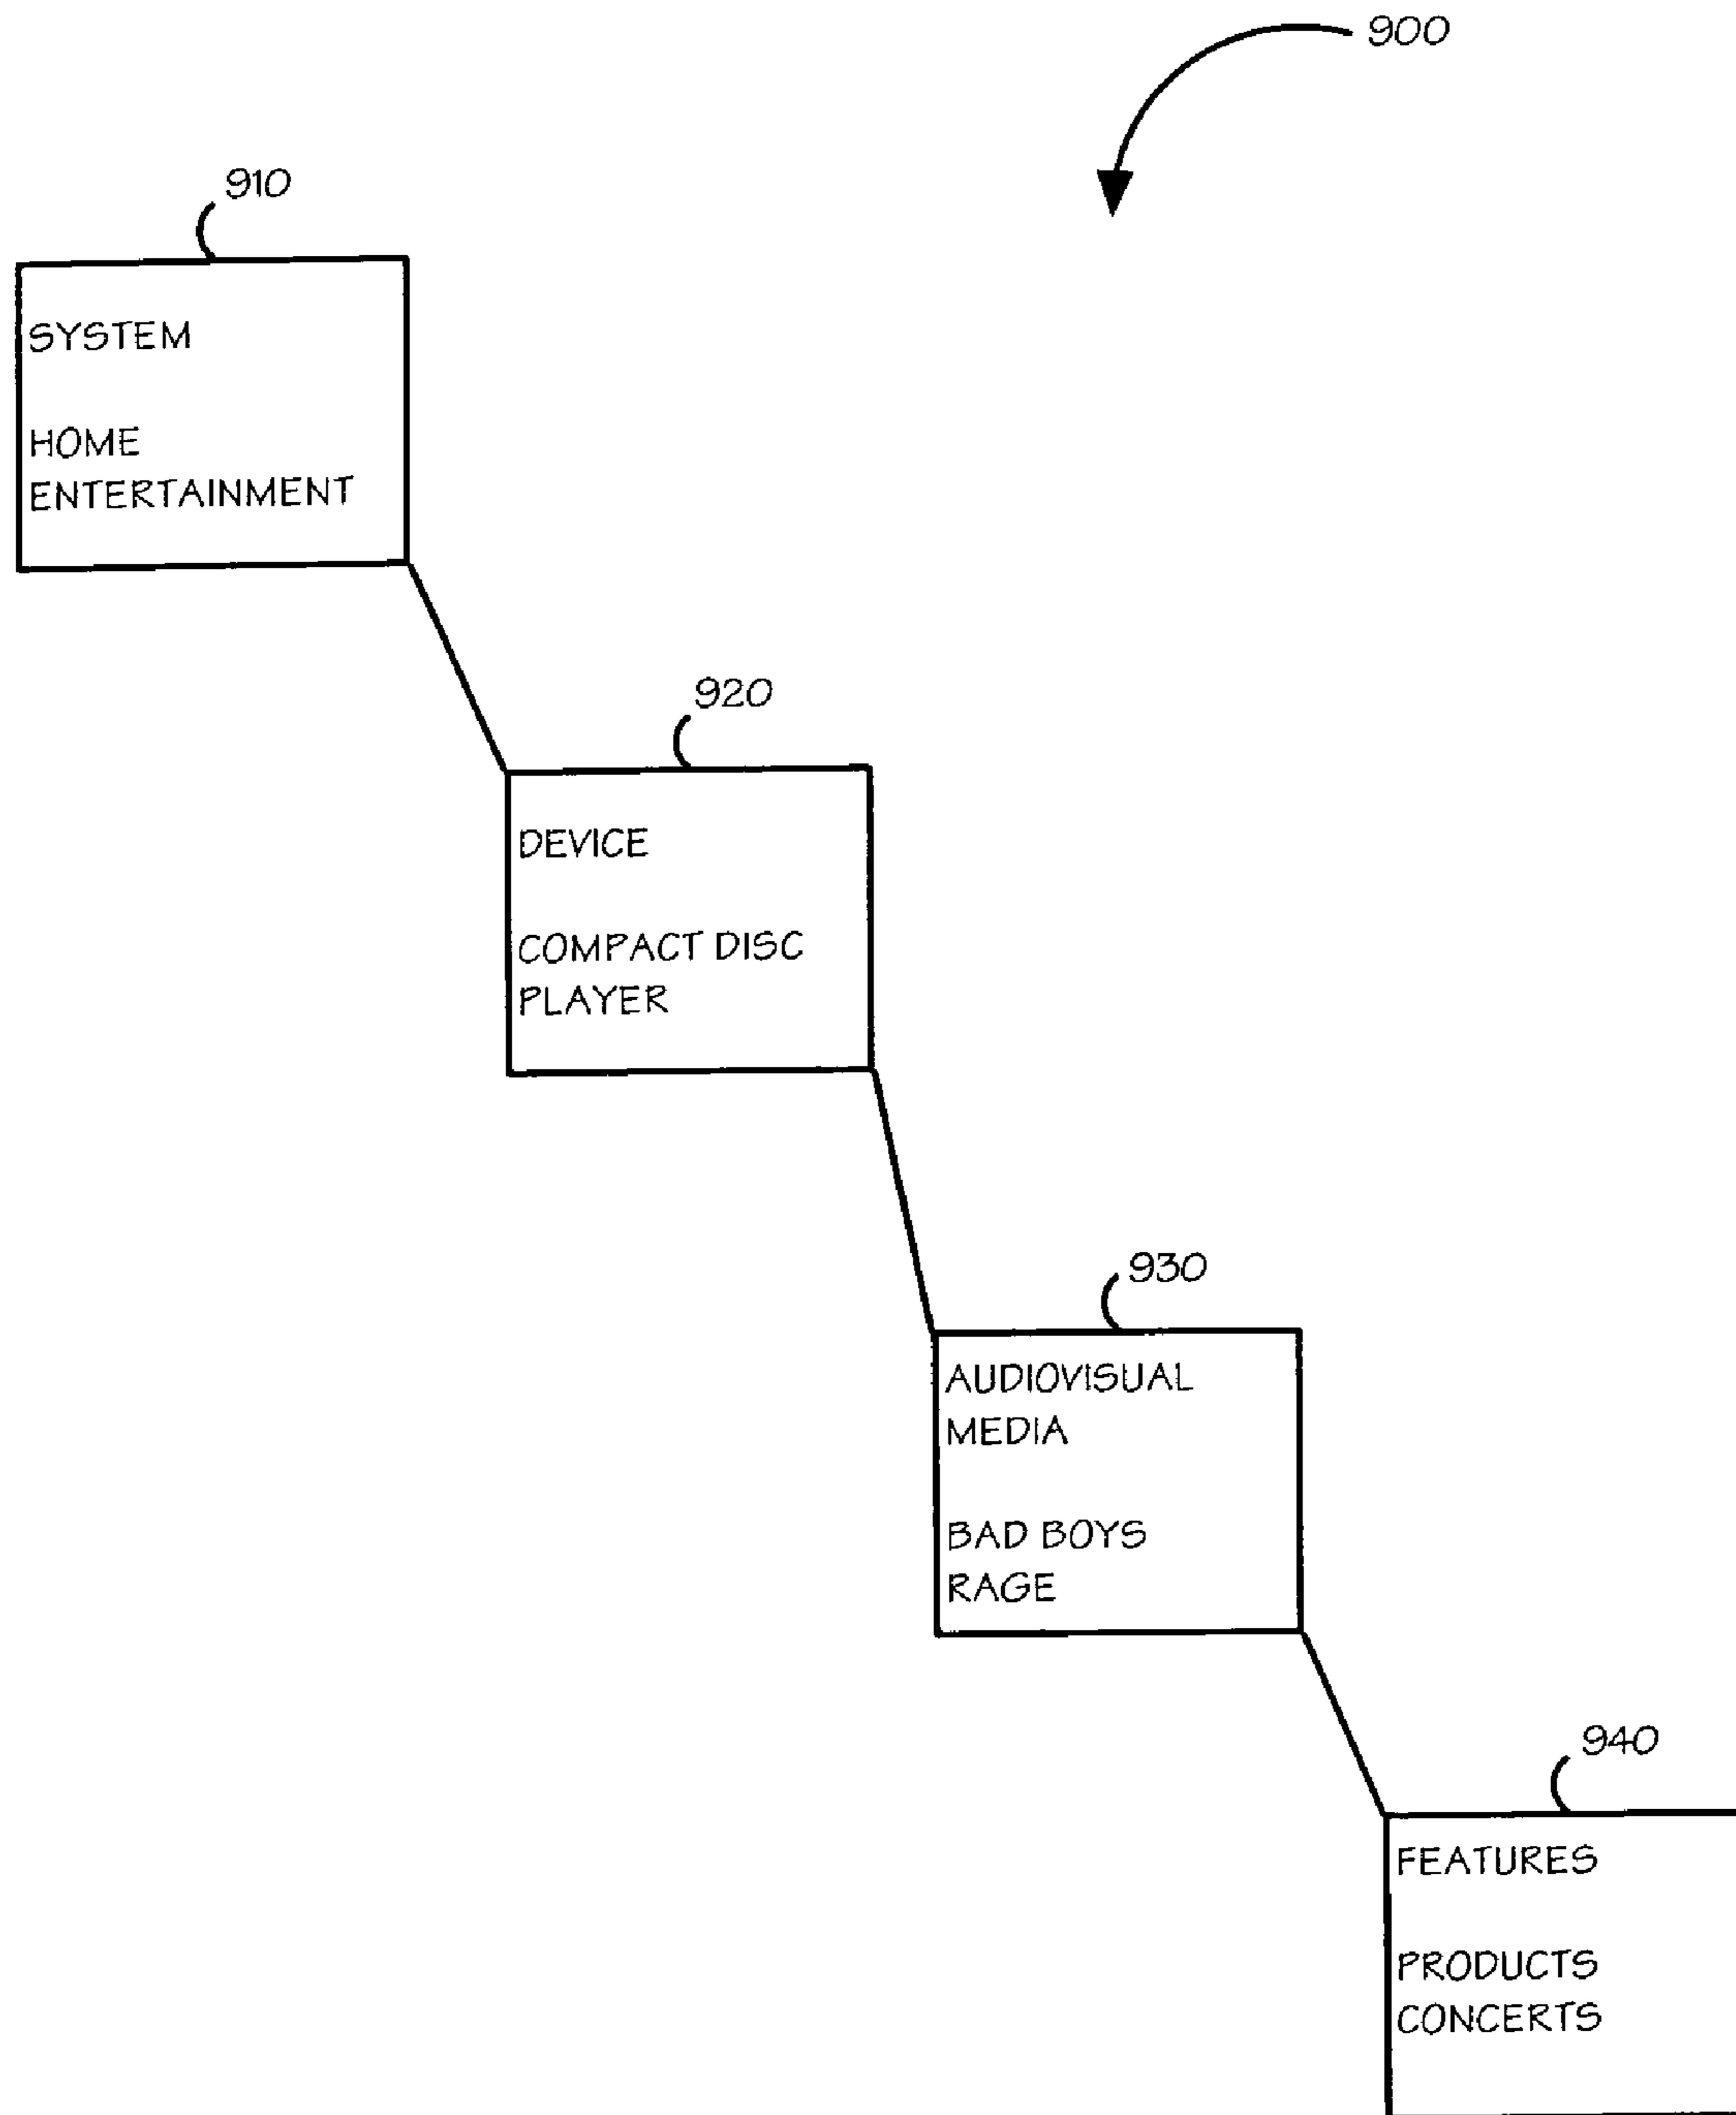 900
910
SYSTEM
HOME
ENTERTAINMENT
920
DEVICE
COMPACT DISC
PLAYER
930
AUDIOVISUAL
MEDIA
BAD BOYS
RAGE
940
FEATURES
PRODUCTS
CONCERTS